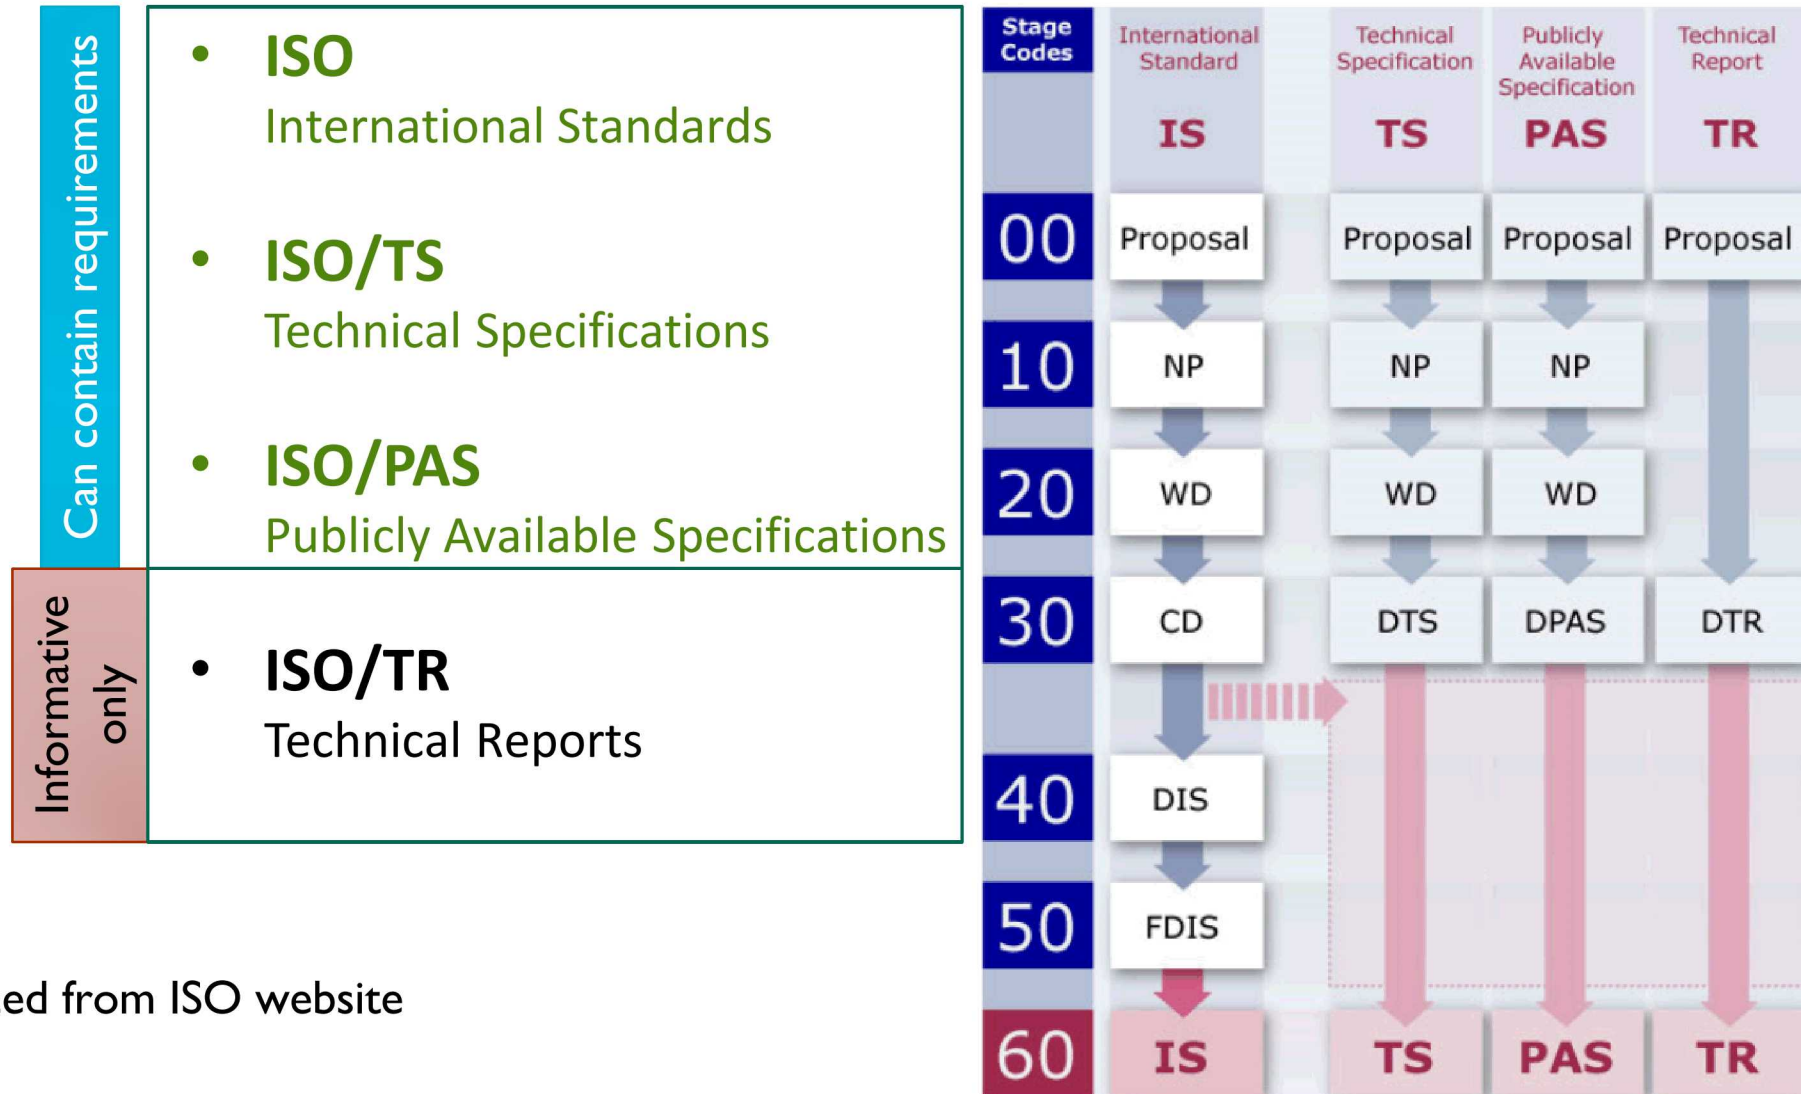 Can contain requirements
• ISO
International Standards
• ISO/TS
Technical Specifications
• ISO/PAS
Publicly Available Specifications
Informative
only
• ISO/TR
Technical Reports
ed from ISO website
Stage
Codes
International
Standard
IS
Technical
Specification
TS
Publicly
Available
Specification
PAS
Technical
Report
TR
00 Proposal Proposal Proposal Proposal
10 NP NP NP
20 WD WD WD
30 CD DTS DPAS DTR
40 DIS
50 FDIS
60 IS TS PAS TR